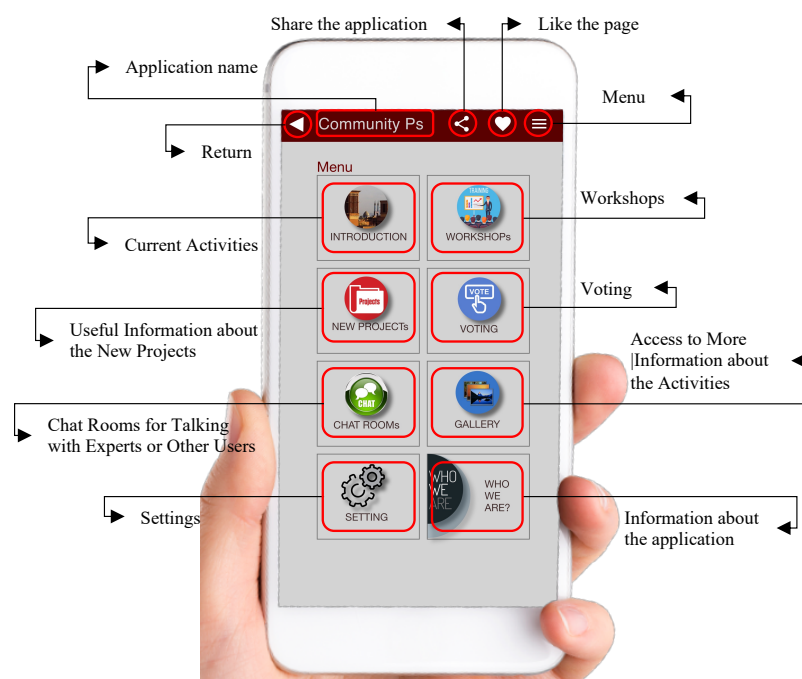 Share the application
Like the page
Application name
Menu
Community Ps
Return
Menu
TRAINING
INTRODUCTION
WORKSHOPs
Workshops
Current Activities
Projects
VOTE
NEW PROJECTs
VOTING
Voting
Useful Information about
the New Projects
Access to More
|Information about
the Activities
CHAT
CHAT ROOMs
GALLERY
Chat Rooms for Talking
with Experts or Other Users
WHO
WE
ARE
WHO
WE
ARE?
SETTING
Settings
Information about
the application